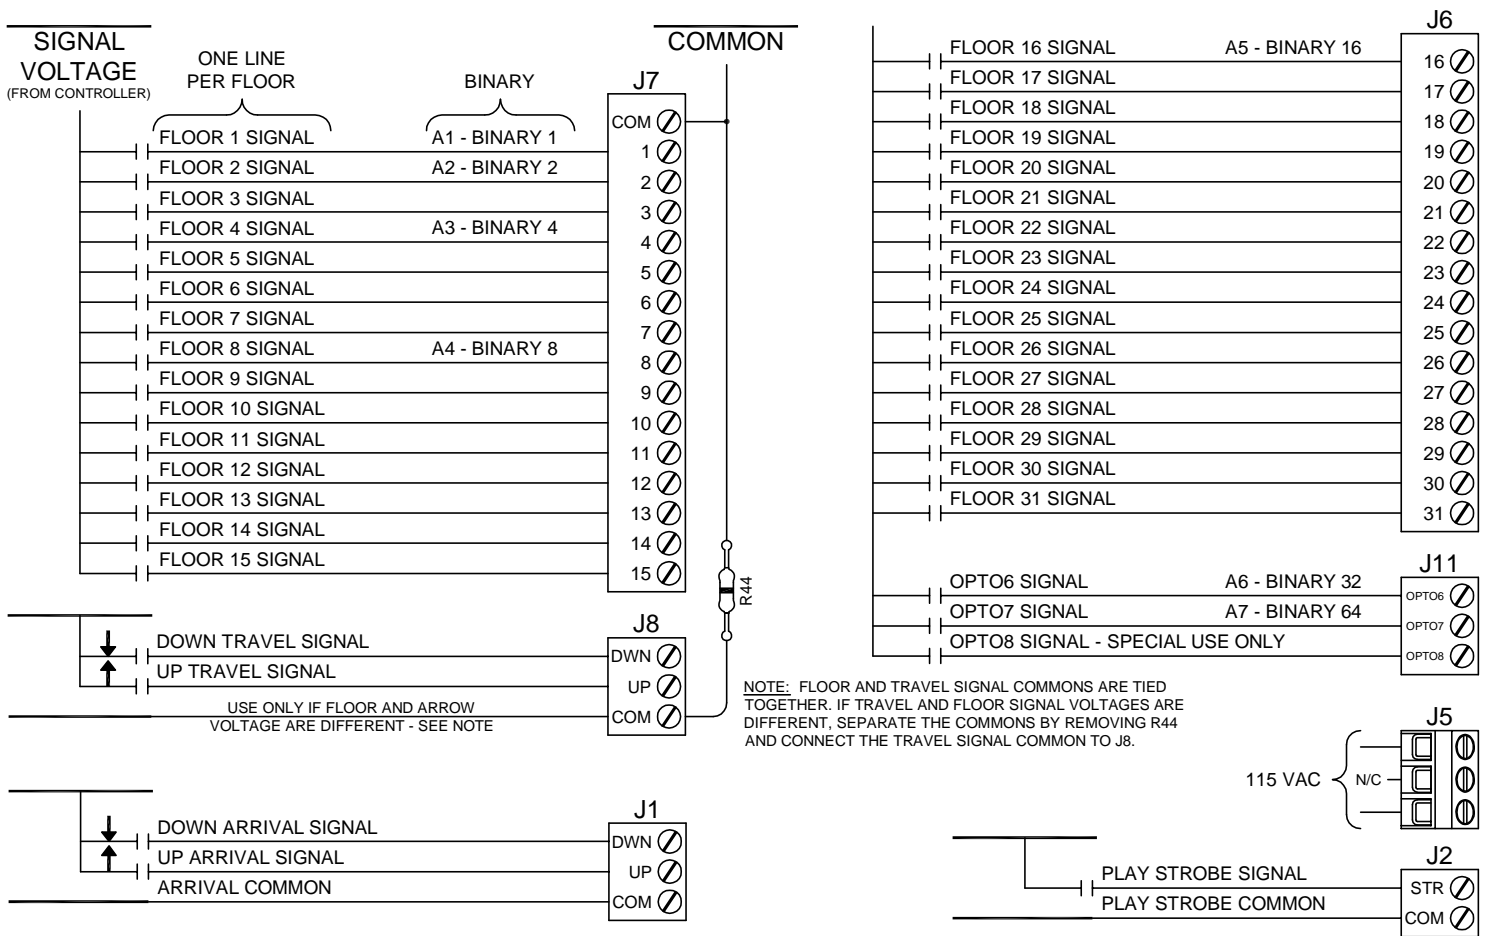 SIGNAL
VOLTAGE
(FROM CONTROLLER)
ONE LINE
PER FLOOR
BINARY
J7
COMMON
COM
FLOOR 1 SIGNAL A1 - BINARY 1
1
FLOOR 2 SIGNAL A2 - BINARY 2
2
FLOOR 3 SIGNAL
3
FLOOR 4 SIGNAL A3 - BINARY 4
4
FLOOR 5 SIGNAL
5
FLOOR 6 SIGNAL
6
FLOOR 7 SIGNAL
7
FLOOR 8 SIGNAL A4 - BINARY 8
8
FLOOR 9 SIGNAL
9
FLOOR 10 SIGNAL
10
FLOOR 11 SIGNAL
11
FLOOR 12 SIGNAL
12
FLOOR 13 SIGNAL
13
FLOOR 14 SIGNAL
14
FLOOR 15 SIGNAL
15
R44
J8
DOWN TRAVEL SIGNAL
DWN
UP TRAVEL SIGNAL
UP
USE ONLY IF FLOOR AND ARROW
VOLTAGE ARE DIFFERENT - SEE NOTE
COM
NOTE: FLOOR AND TRAVEL SIGNAL COMMONS ARE TIED
TOGETHER. IF TRAVEL AND FLOOR SIGNAL VOLTAGES ARE
DIFFERENT, SEPARATE THE COMMONS BY REMOVING R44
AND CONNECT THE TRAVEL SIGNAL COMMON TO J8.
J1
DOWN ARRIVAL SIGNAL
DWN
UP ARRIVAL SIGNAL
UP
ARRIVAL COMMON
COM
J6
FLOOR 16 SIGNAL A5 - BINARY 16
16
FLOOR 17 SIGNAL
17
FLOOR 18 SIGNAL
18
FLOOR 19 SIGNAL
19
FLOOR 20 SIGNAL
20
FLOOR 21 SIGNAL
21
FLOOR 22 SIGNAL
22
FLOOR 23 SIGNAL
23
FLOOR 24 SIGNAL
24
FLOOR 25 SIGNAL
25
FLOOR 26 SIGNAL
26
FLOOR 27 SIGNAL
27
FLOOR 28 SIGNAL
28
FLOOR 29 SIGNAL
29
FLOOR 30 SIGNAL
30
FLOOR 31 SIGNAL
31
J11
OPTO6 SIGNAL A6 - BINARY 32
OPTO6
OPTO7 SIGNAL A7 - BINARY 64
OPTO7
OPTO8 SIGNAL - SPECIAL USE ONLY
OPTO8
J5
115 VAC
N/C
J2
PLAY STROBE SIGNAL
STR
PLAY STROBE COMMON
COM